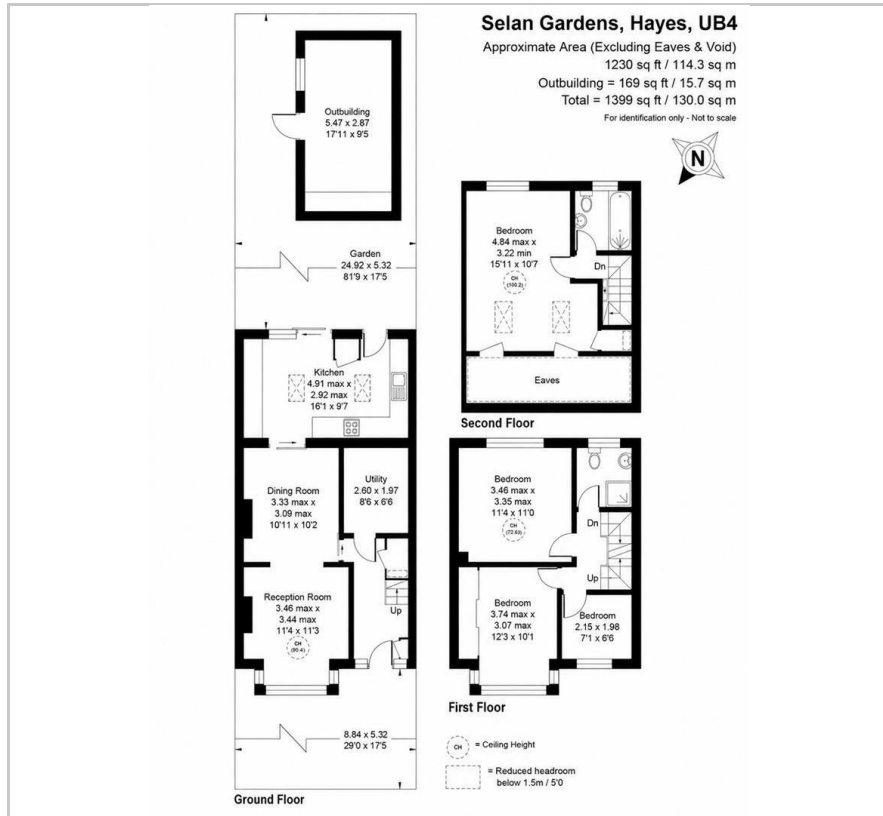 Selan Gardens, Hayes, UB4
Approximate Area (Excluding Eaves & Void)
1230 sq ft / 114.3 sq m
Outbuilding = 169 sq ft / 15.7 sq m
Total = 1399 sq ft / 130.0 sq m
For identification only - Not to scale
N
Outbuilding
5.47 x 2.87
17'11 x 9'5
Garden
24.92 x 5.32
81'9 x 17'5
Kitchen
4.91 max x
2.92 max
16'1 x 9'7
Dining Room
3.33 max x
3.09 max
10'11 x 10'2
Utility
2.60 x 1.97
8'6 x 6'6
Reception Room
3.46 max x
3.44 max
11'4 x 11'3
CH
Up
8.84 x 5.32
29'0 x 17'5
Ground Floor
Bedroom
4.84 max x
3.22 min
15'11 x 10'7
CH
(100.2)
Dn
Eaves
Second Floor
Bedroom
3.46 max x
3.35 max
11'4 x 11'0
CH
Dn
Up
Bedroom
3.74 max x
3.07 max
12'3 x 10'1
Bedroom
2.15 x 1.98
7'1 x 6'6
First Floor
CH = Ceiling Height
= Reduced headroom
below 1.5m / 5'0